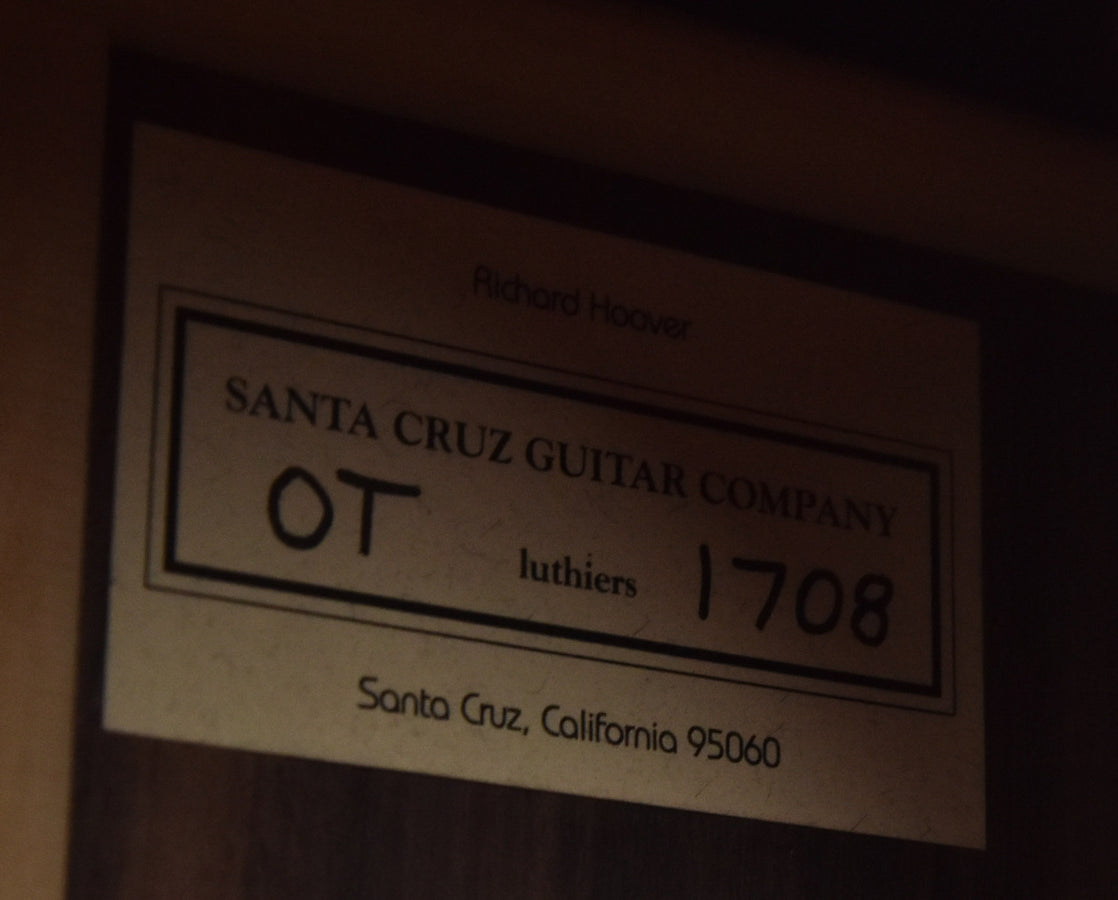 Richard Hoover
SANTA CRUZ GUITAR COMPANY
OT luthiers 1708
Santa Cruz, California 95060